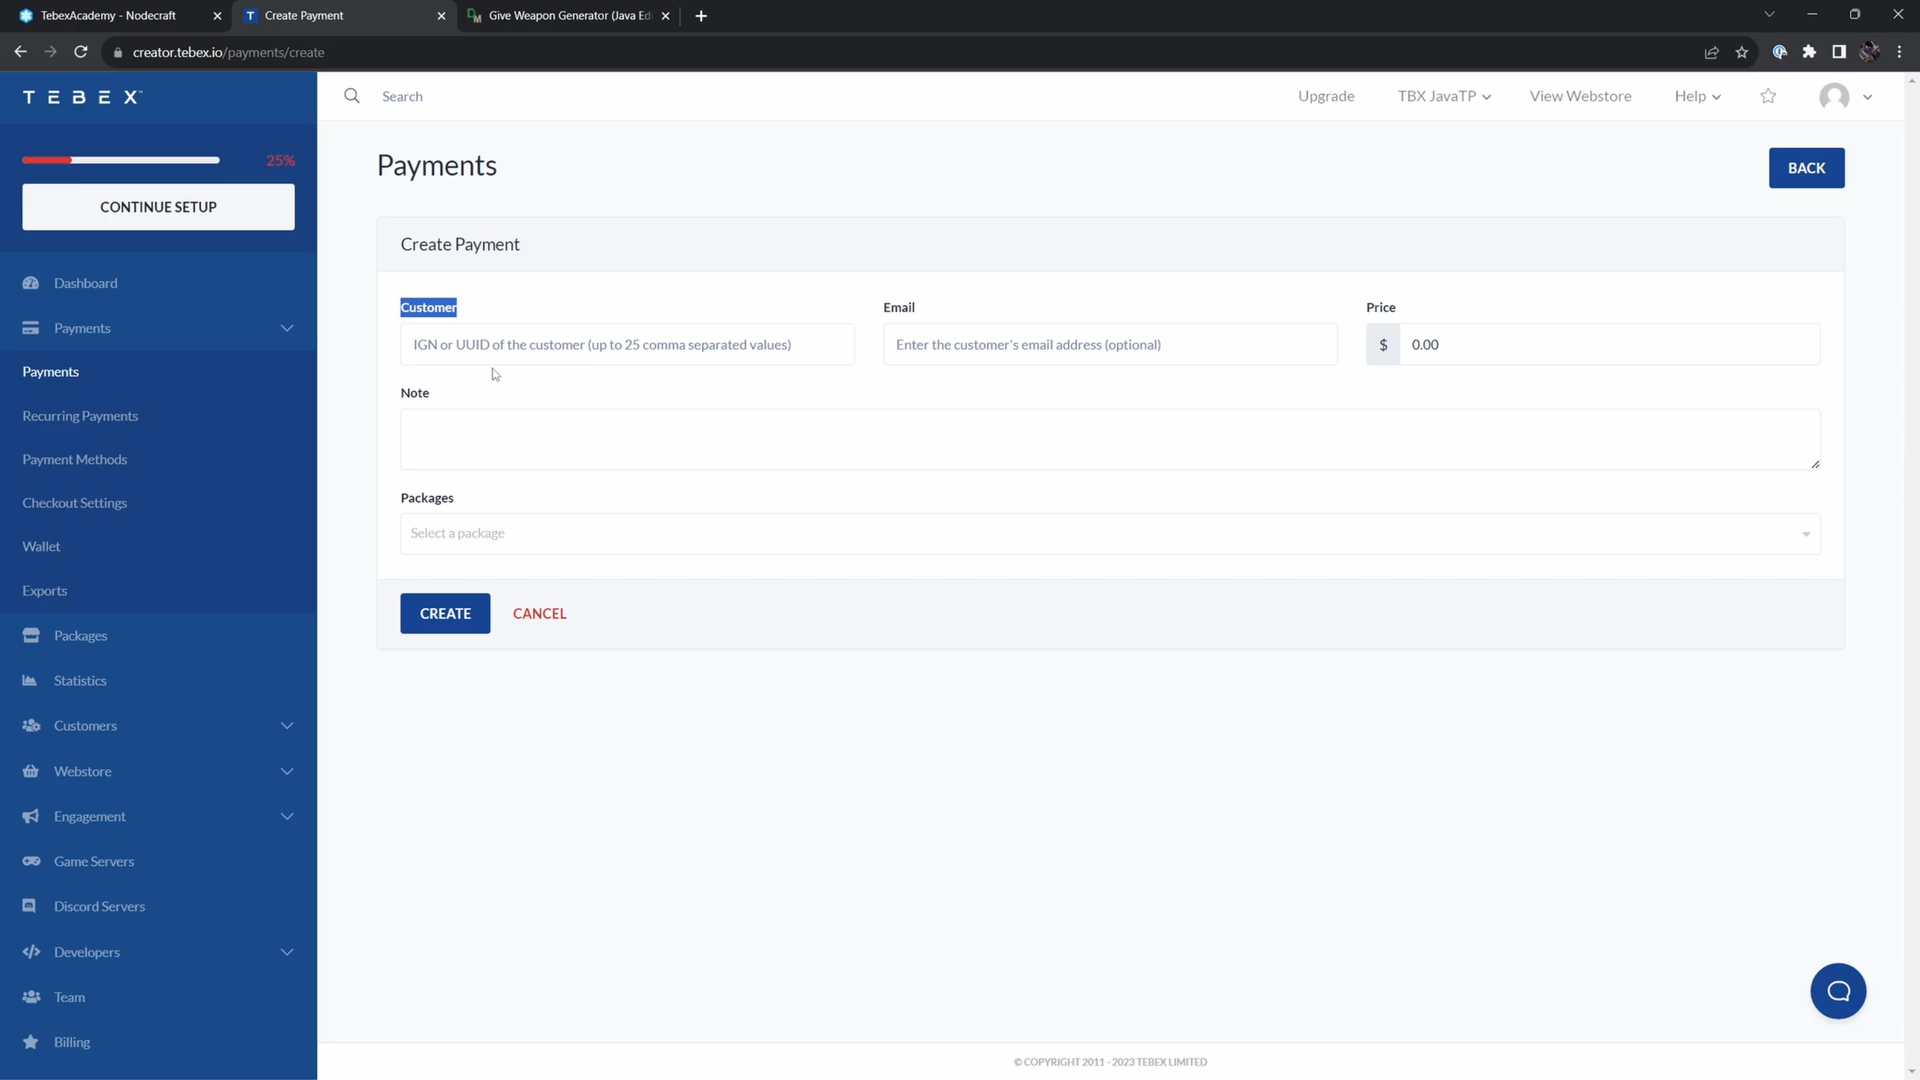 TebexAcademy - Nodecraft
Create Payment
Give Weapon Generator (Java Edi
creator.tebex.io/payments/create
TEBEX
Search
Upgrade
TBX JavaTP
View Webstore
Help
25%
CONTINUE SETUP
Dashboard
Payments
Payments
Recurring Payments
Payment Methods
Checkout Settings
Wallet
Exports
Packages
Statistics
Customers
Webstore
Engagement
Game Servers
Discord Servers
Developers
Team
Billing
Payments
BACK
Create Payment
Customer
Email
Price
IGN or UUID of the customer (up to 25 comma separated values)
Enter the customer's email address (optional)
$ 0.00
Note
Packages
Select a package
CREATE
CANCEL
© COPYRIGHT 2011 - 2023 TEBEX LIMITED